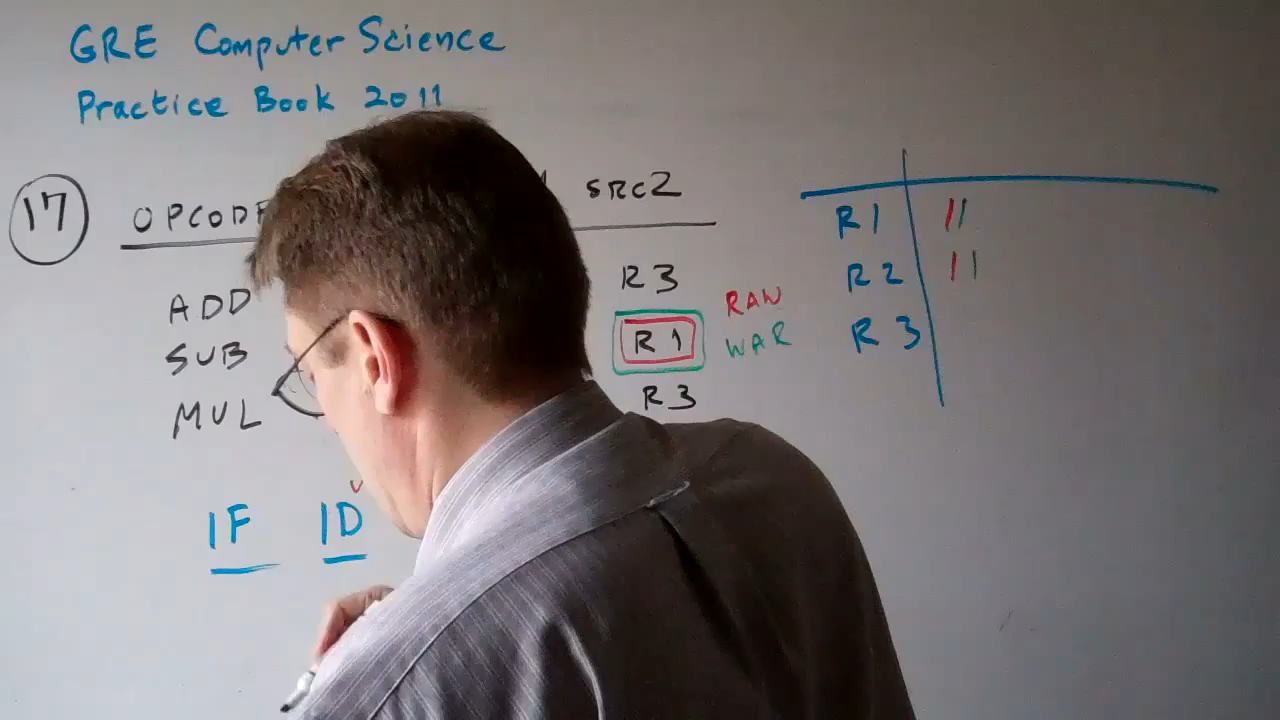 GRE Computer Science
Practice Book 2011
17 OPCODE SRC2
ADD R3
SUB R1 RAW
WAR
MUL R3
IF ID
R1 11
R2 11
R3